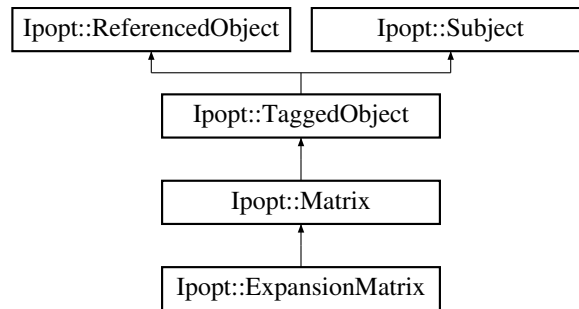 Ipopt::ReferencedObject
Ipopt::Subject
Ipopt::TaggedObject
Ipopt::Matrix
Ipopt::ExpansionMatrix